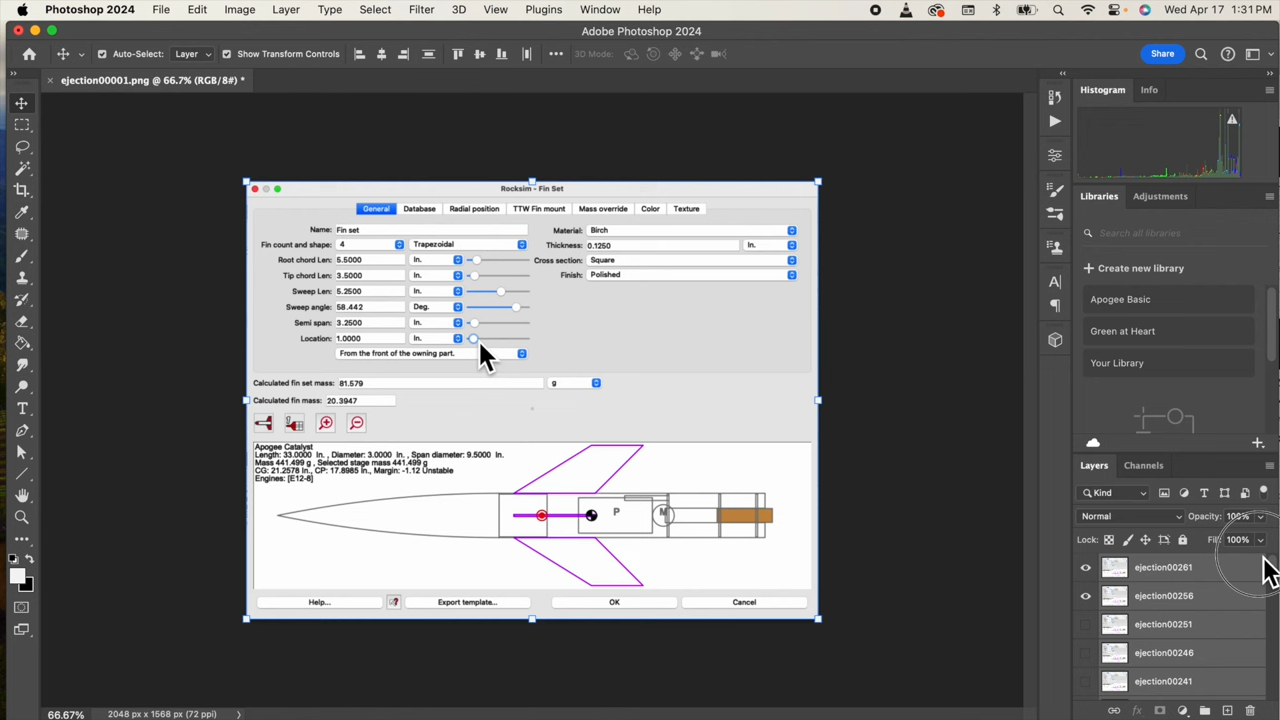 Photoshop 2024 File Edit Image Layer Type Select Filter 3D View Plugins Window Help Wed Apr 17 1:31 PM
Adobe Photoshop 2024
Auto-Select: Layer Show Transform Controls 3D Mode: Share
ejection00001.png @ 66.7% (RGB/8#) *
Histogram Info
Rocksim - Fin Set
General Database Radial position TTW Fin mount Mass override Color Texture
Name: Fin set
Fin count and shape: 4 Trapezoidal
Root chord Len: 5.5000 In.
Tip chord Len: 3.5000 In.
Sweep Len: 5.2500 In.
Sweep angle: 58.442 Deg.
Semi span: 3.2500 In.
Location: 1.0000 In.
From the front of the owning part.
Material: Birch
Thickness: 0.1250 In.
Cross section: Square
Finish: Polished
Calculated fin set mass: 81.579 g
Calculated fin mass: 20.3947
Apogee Catalyst
Length: 33.0000 In. , Diameter: 3.0000 In. , Span diameter: 9.5000 In.
Mass 441.499 g , Selected stage mass 441.499 g
CG: 21.2578 In., CP: 17.8985 In., Margin: -1.12 Unstable
Engines: [E12-8]
P M
Help... Export template... OK Cancel
Libraries Adjustments
Search all libraries
Create new library
Apogee Basic
Green at Heart
Your Library
Layers Channels
Kind
Normal Opacity: 100%
Lock: Fill: 100%
ejection00261
ejection00256
ejection00251
ejection00246
ejection00241
66.67% 2048 px x 1568 px (72 ppi)